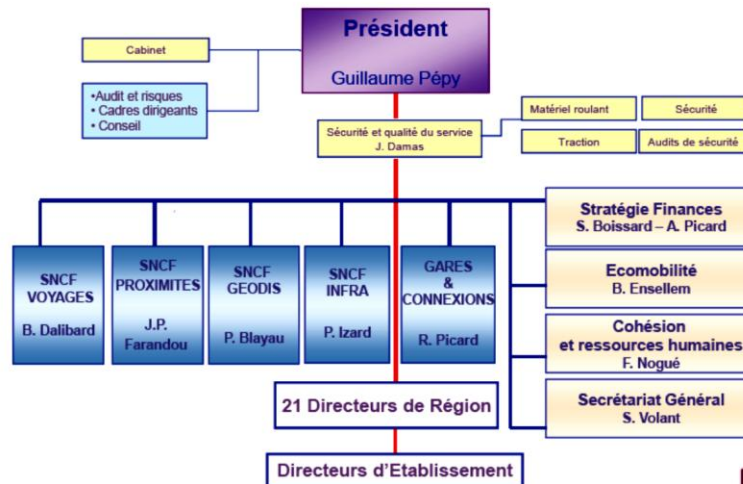 Président
Guillaume Pépy
Cabinet
•Audit et risques
• Cadres dirigeants
• Conseil
Sécurité et qualité du service
J. Damas
Matériel roulant
Sécurité
Traction
Audits de sécurité
SNCF
VOYAGES
B. Dalibard
SNCF
PROXIMITES
J.P.
Farandou
SNCF
GEODIS
P. Blayau
SNCF
INFRA
P. Izard
GARES
&
CONNEXIONS
R. Picard
Stratégie Finances
S. Boissard – A. Picard
Ecomobilité
B. Ensellem
Cohésion
et ressources humaines
F. Nogué
Secrétariat Général
S. Volant
21 Directeurs de Région
Directeurs d'Etablissement